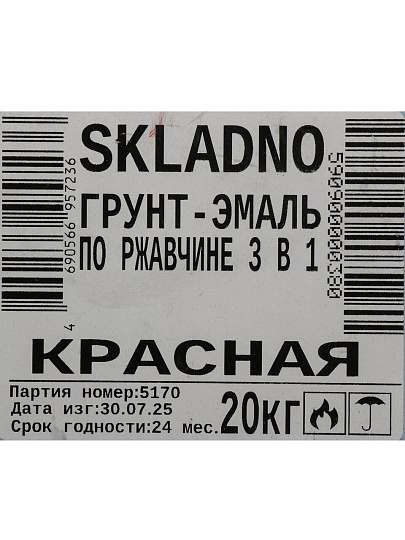 SKLADNO
ГРУНТ-ЭМАЛЬ
ПО РЖАВЧИНЕ 3 В 1
КРАСНАЯ
Партия номер:5170
Дата изг:30.07.25
Срок годности:24 мес.
20кг
4 690566 957236
5909000000380